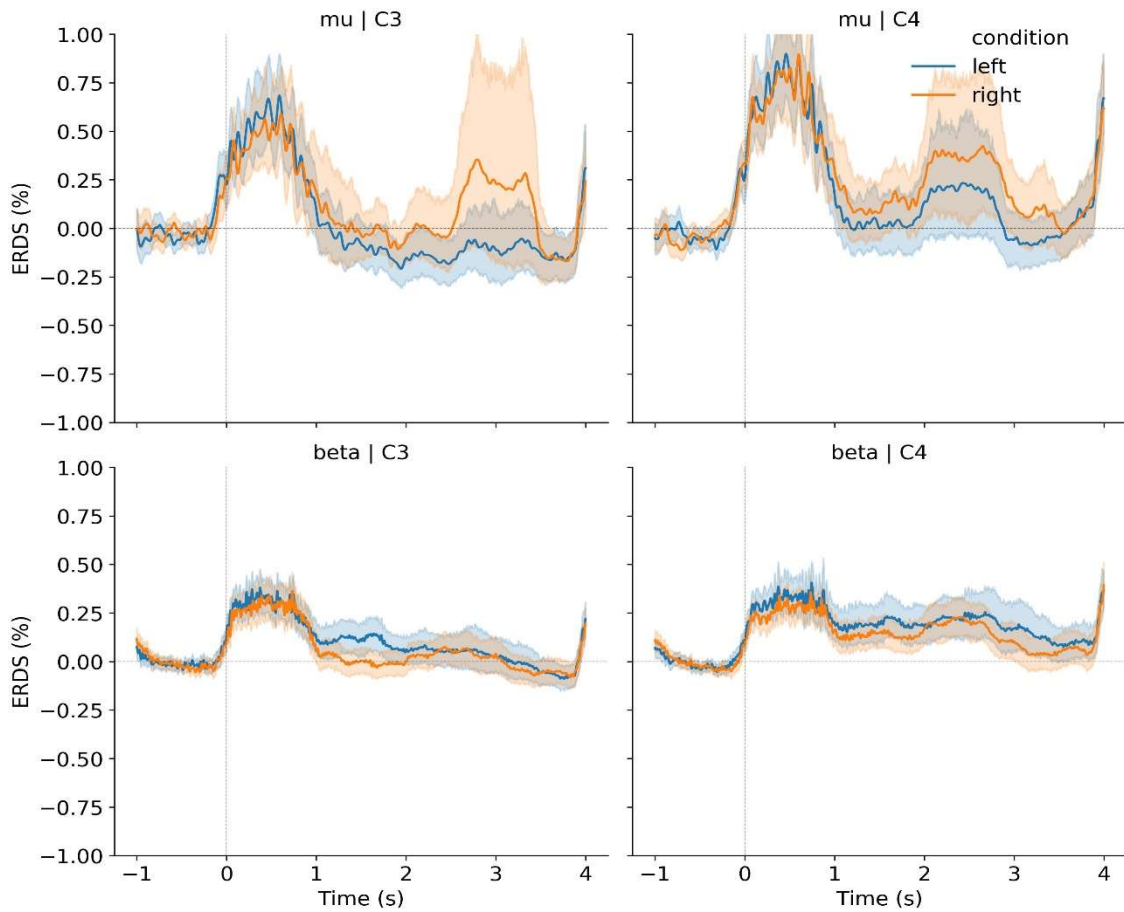 mu | C3
mu | C4
condition
left
right
ERDS (%)
1.00
0.75
0.50
0.25
0.00
−0.25
−0.50
−0.75
−1.00
beta | C3
beta | C4
ERDS (%)
1.00
0.75
0.50
0.25
0.00
−0.25
−0.50
−0.75
−1.00
−1 0 1 2 3 4
−1 0 1 2 3 4
Time (s)
Time (s)